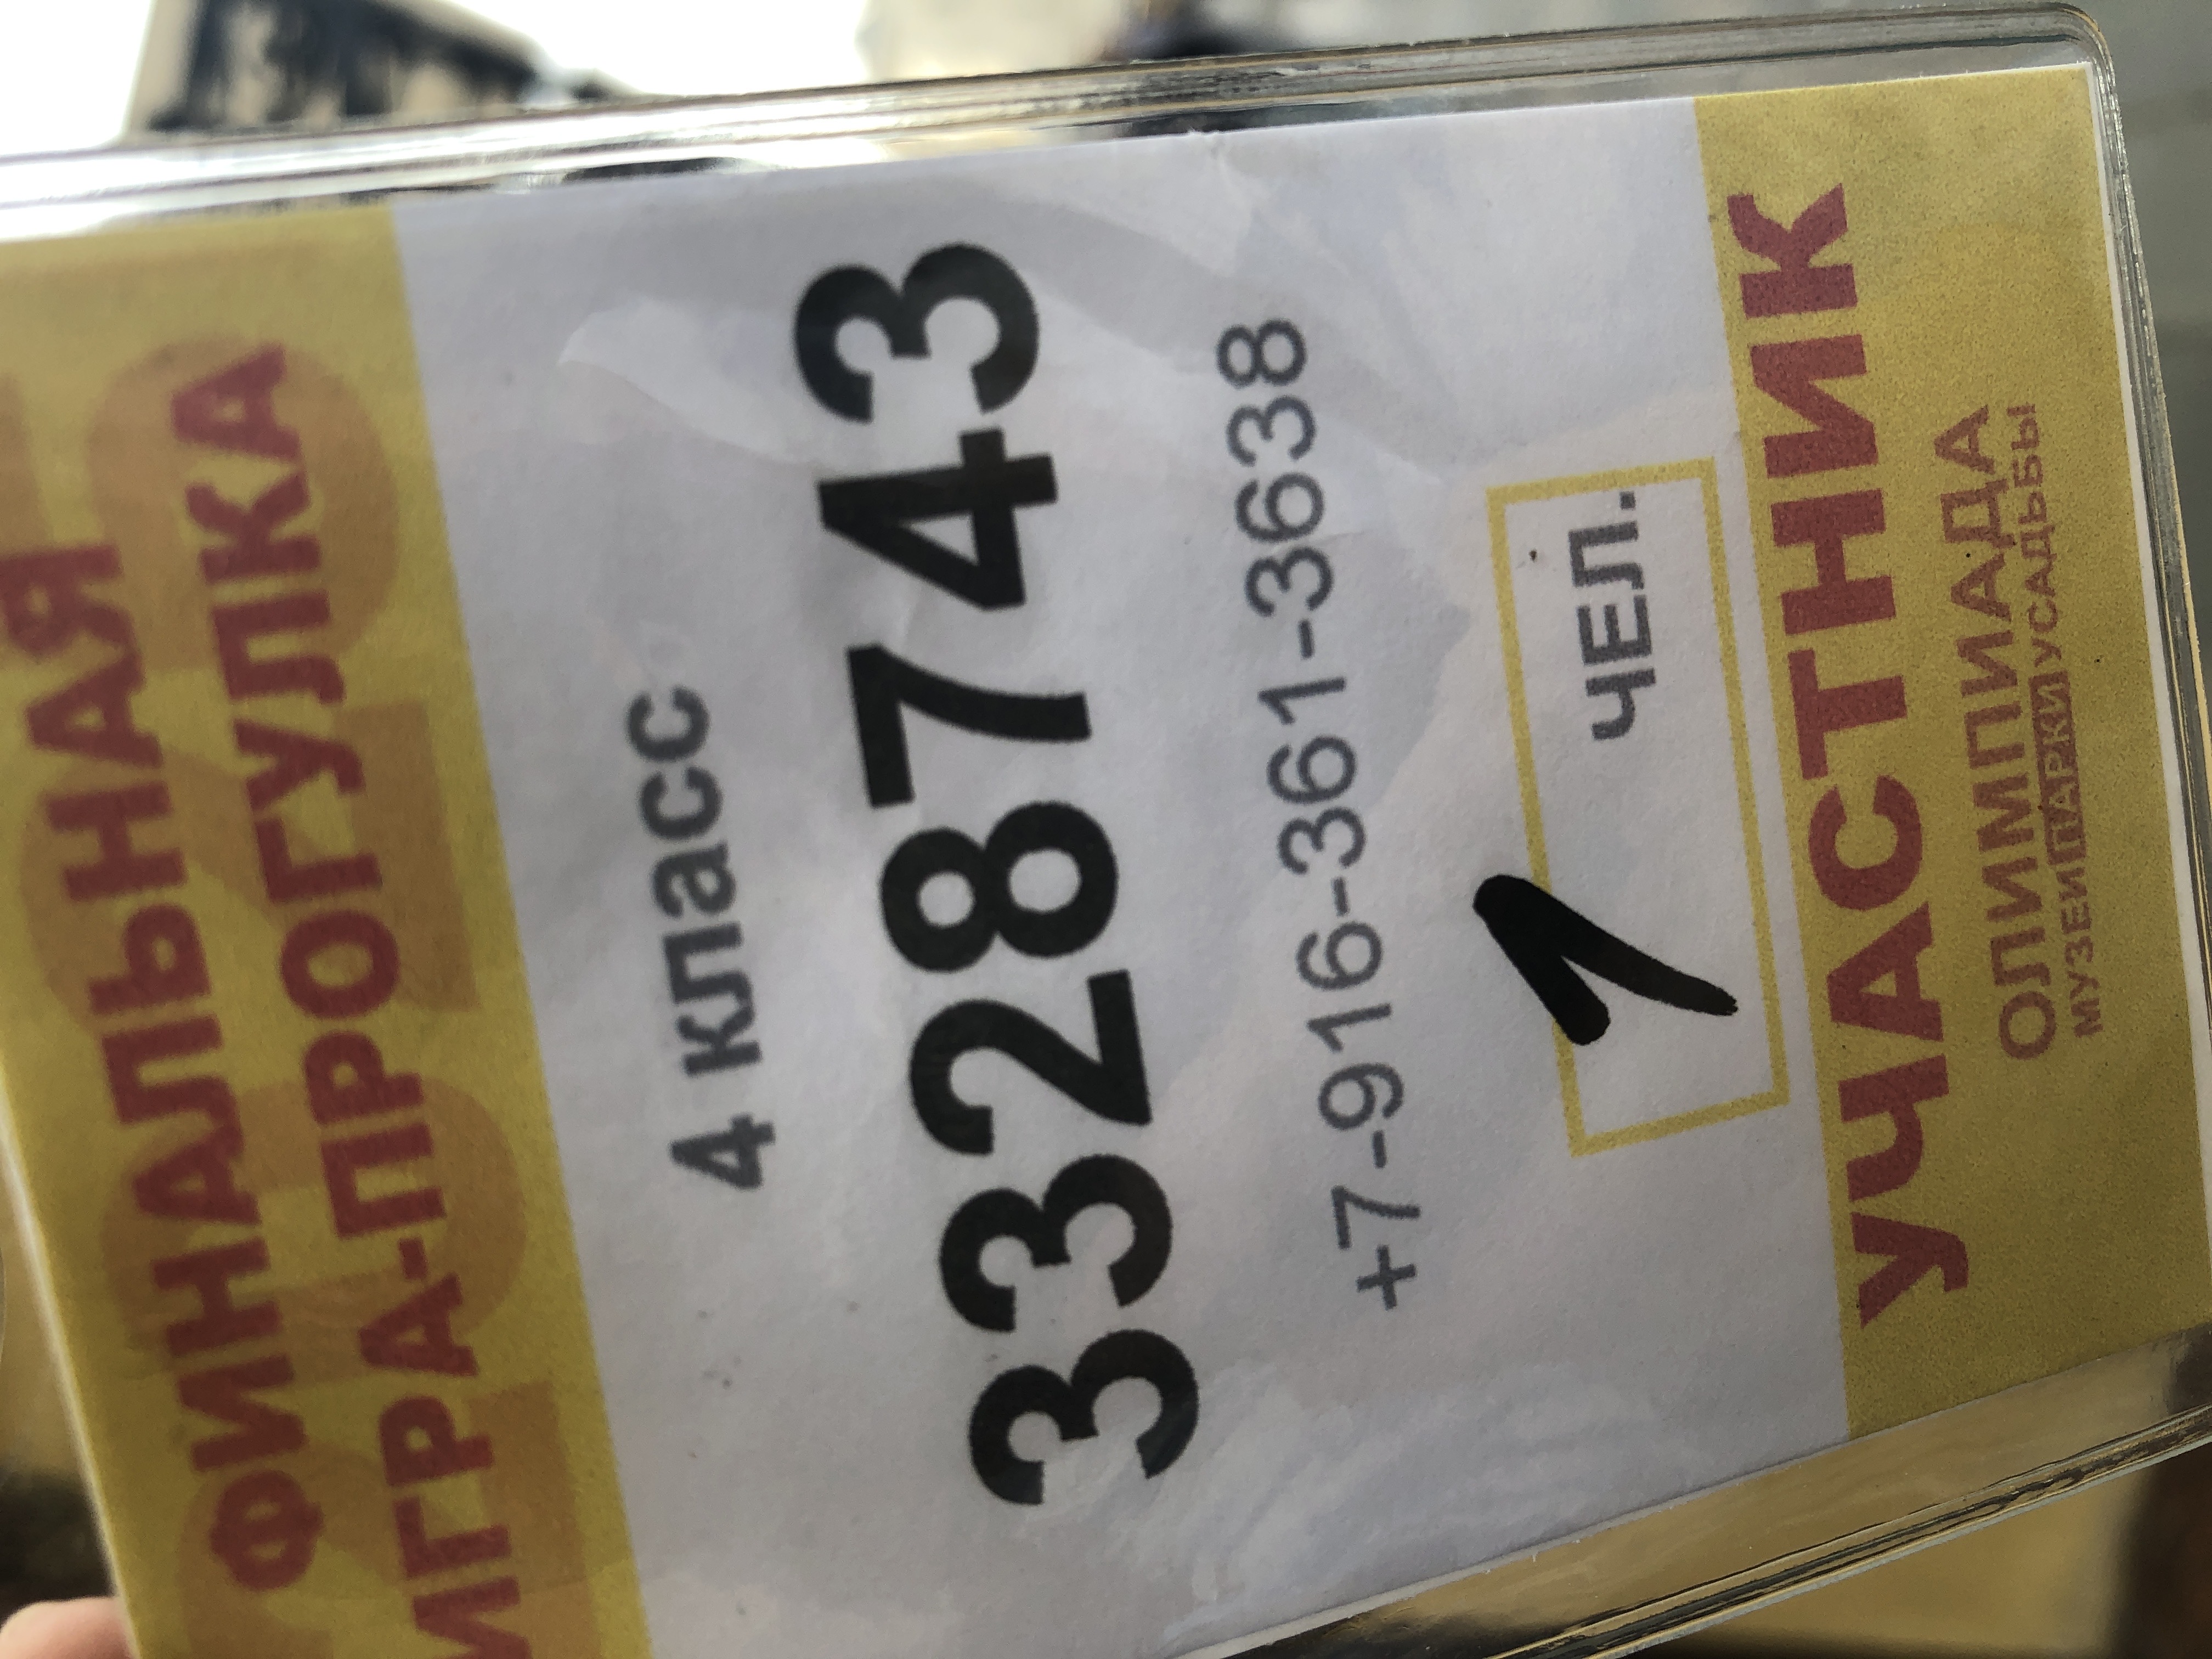 ФИНАЛЬНАЯ
ИГРА-ПРОГУЛКА
4 класс
3328743
+7-916-361-3638
1 ЧЕЛ.
УЧАСТНИК
ОЛИМПИАДА
МУЗЕИ ПАРКИ УСАДЬБЫ